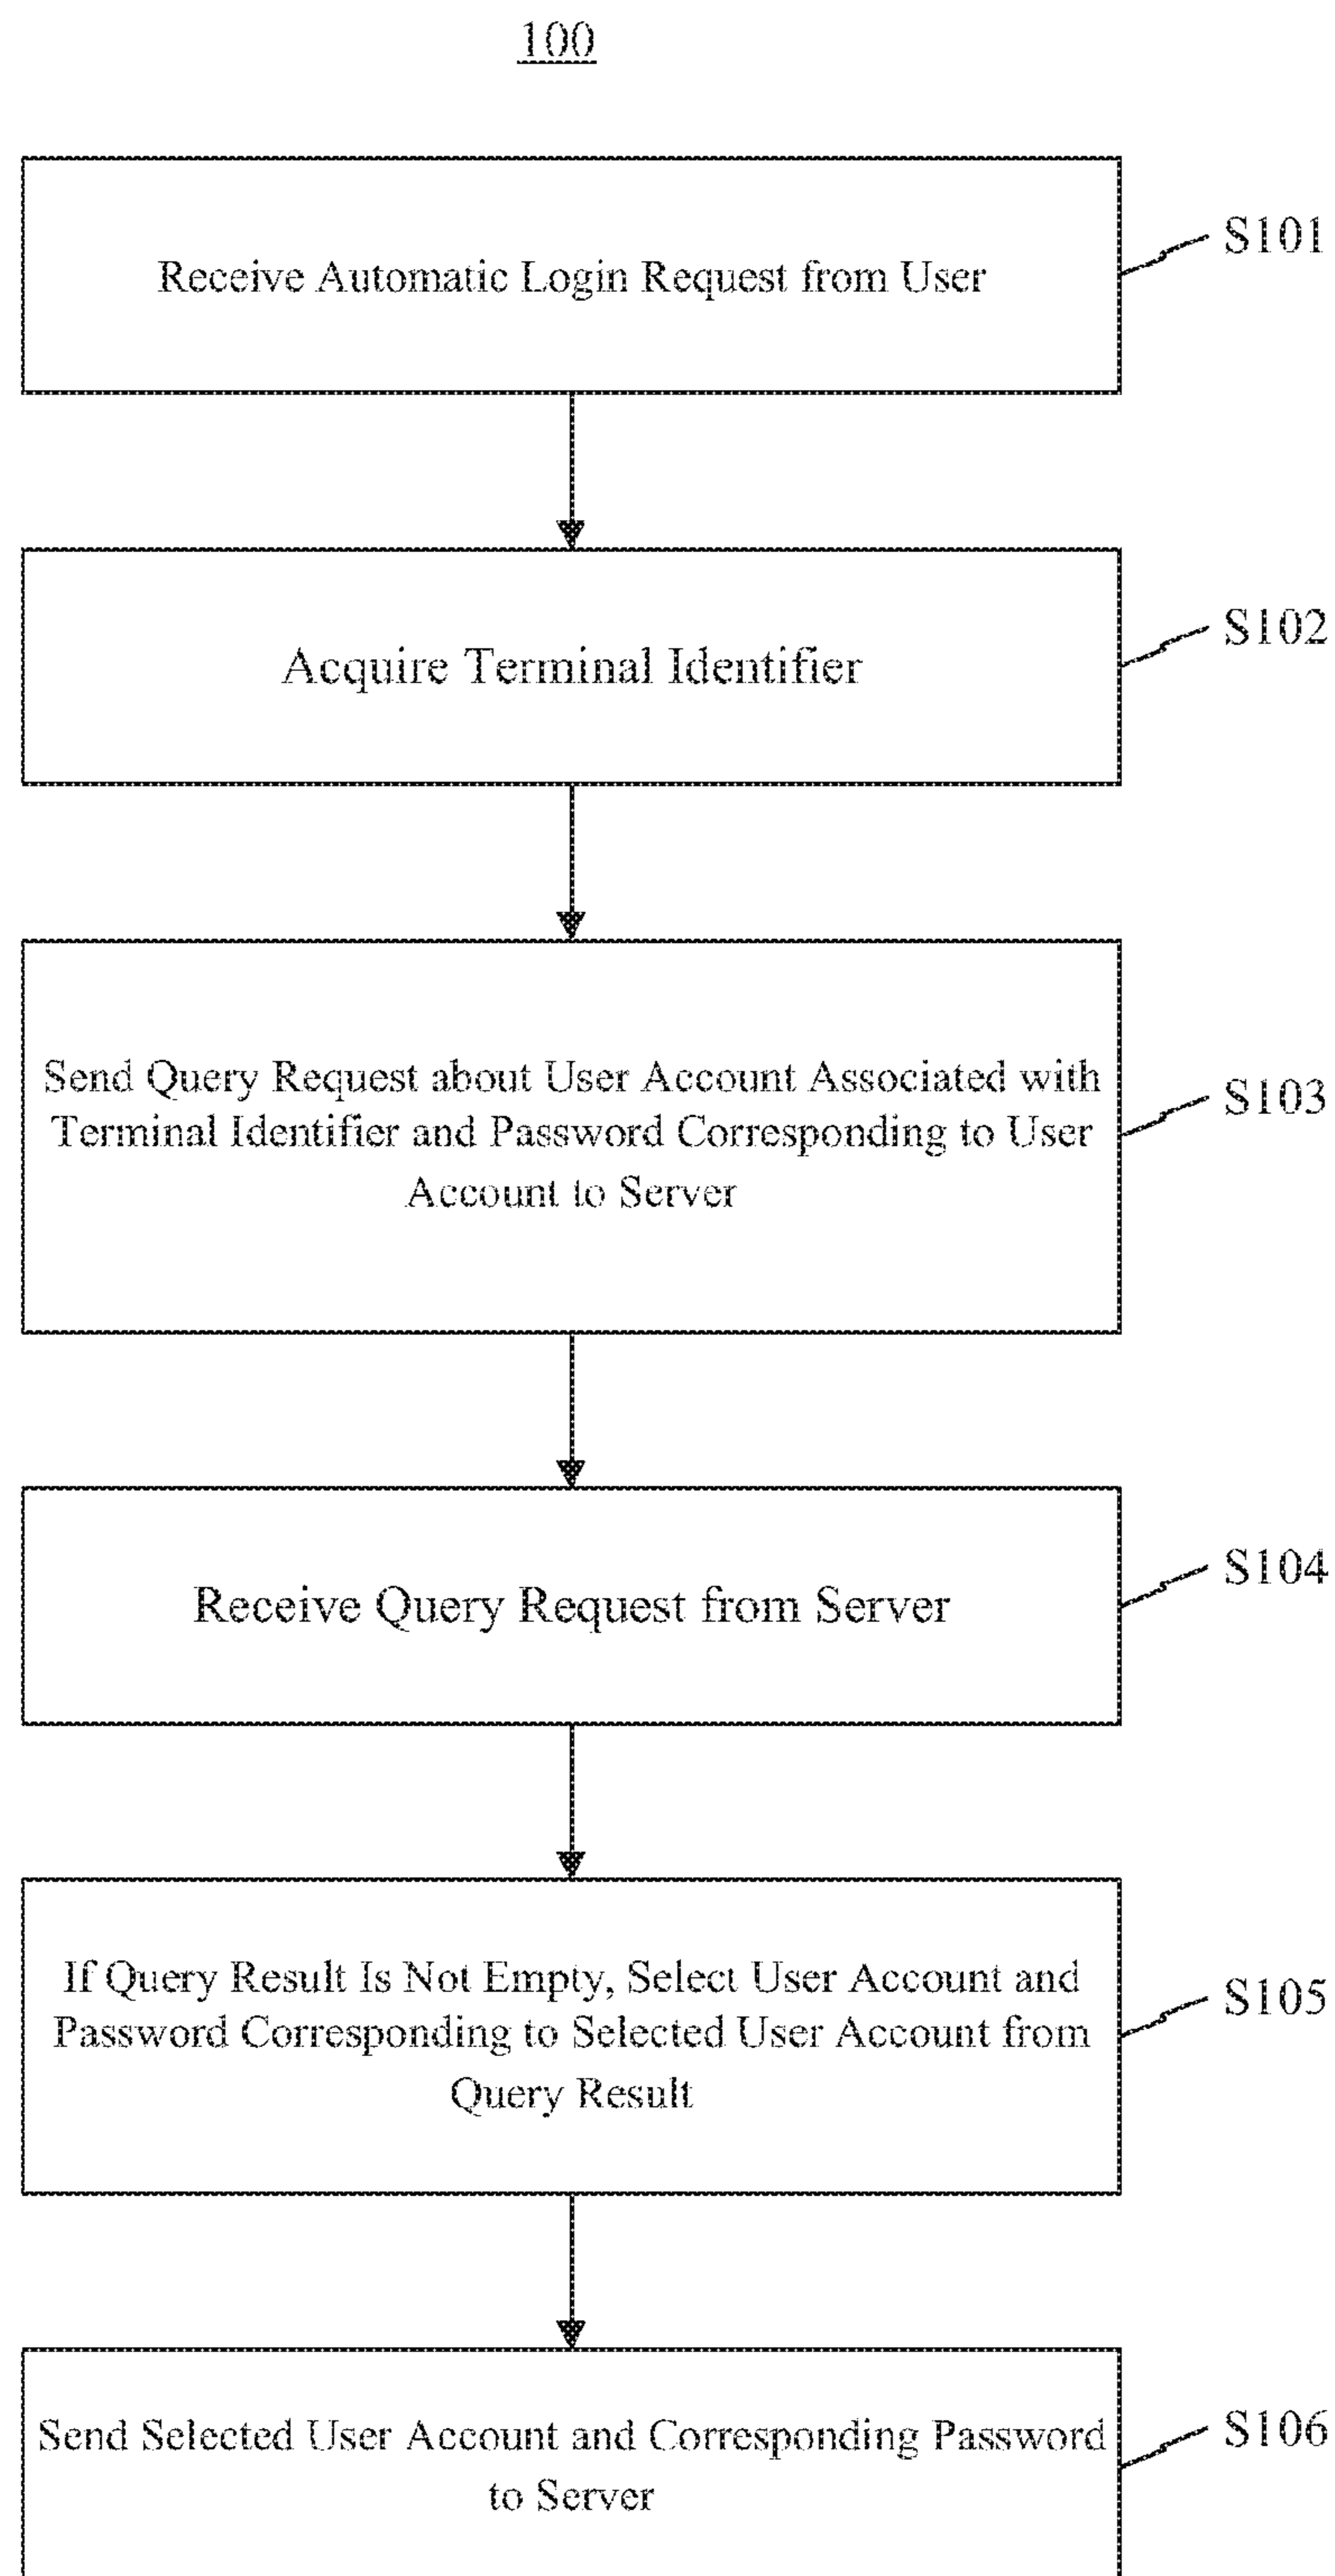 100
Receive Automatic Login Request from User
S101
Acquire Terminal Identifier
S102
Send Query Request about User Account Associated with
Terminal Identifier and Password Corresponding to User
Account to Server
S103
Receive Query Request from Server
S104
If Query Result Is Not Empty, Select User Account and
Password Corresponding to Selected User Account from
Query Result
S105
Send Selected User Account and Corresponding Password
to Server
S106